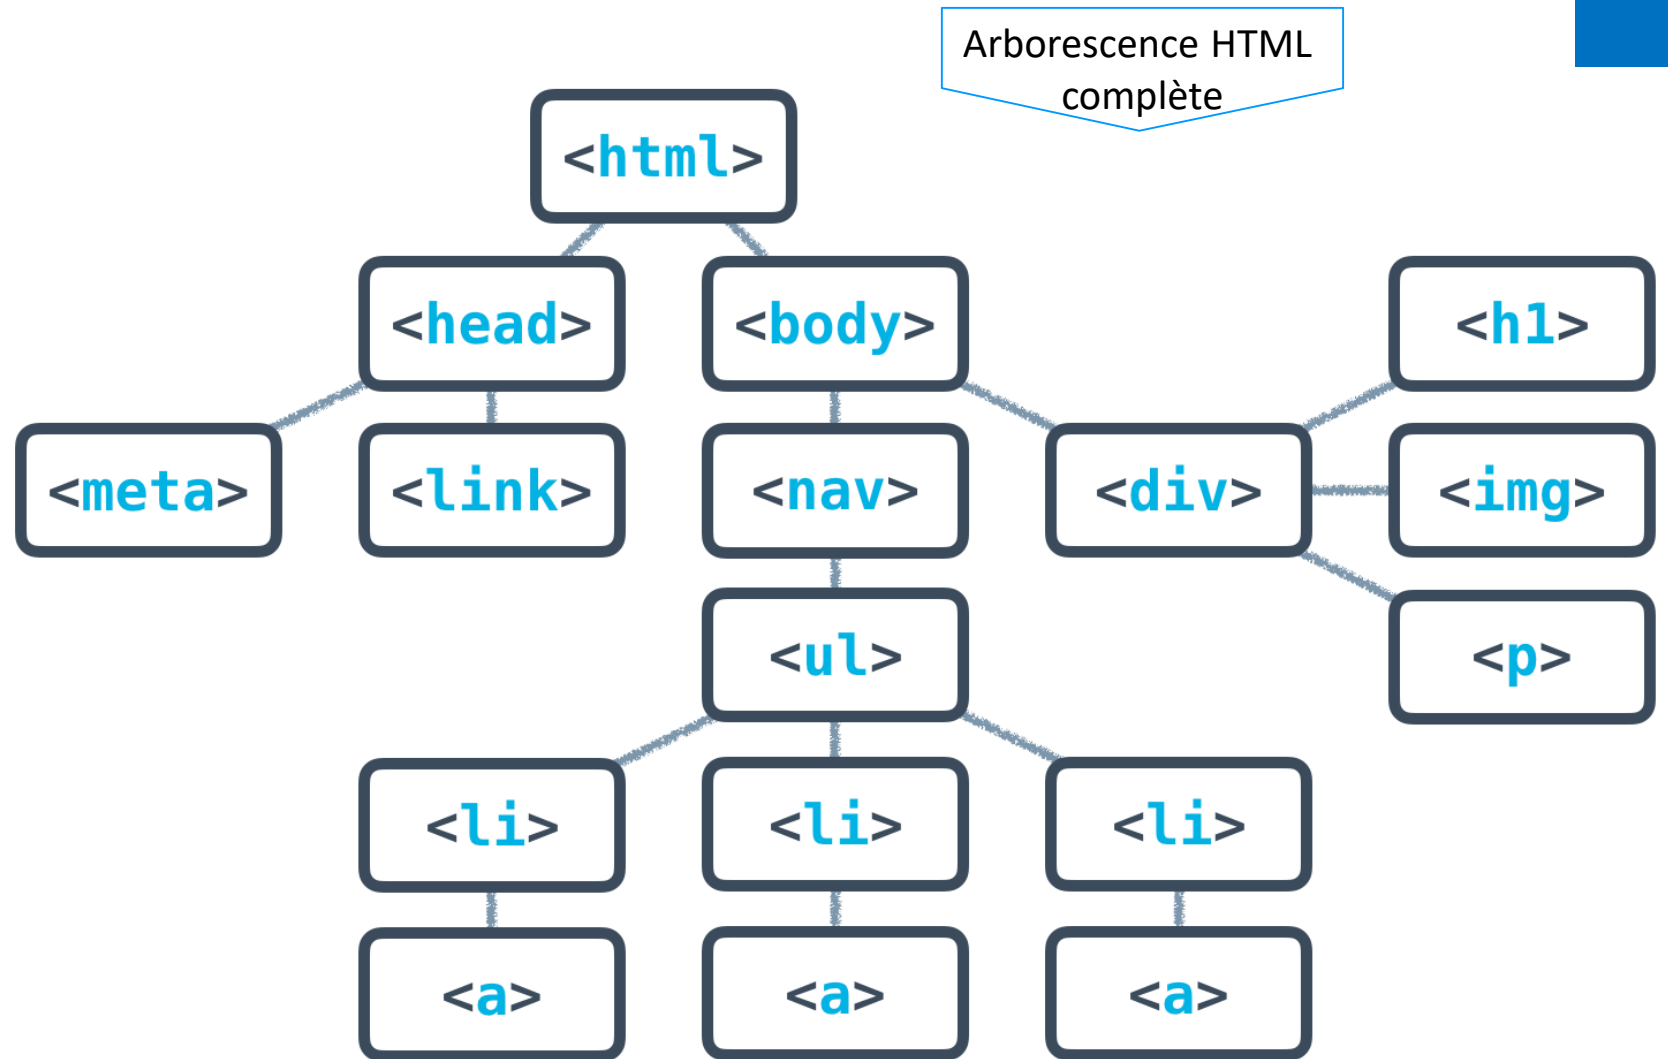 Arborescence HTML
complète
<html>
<head> <body> <h1>
<meta> <link> <nav> <div> <img>
<ul> <p>
<li> <li> <li>
<a> <a> <a>